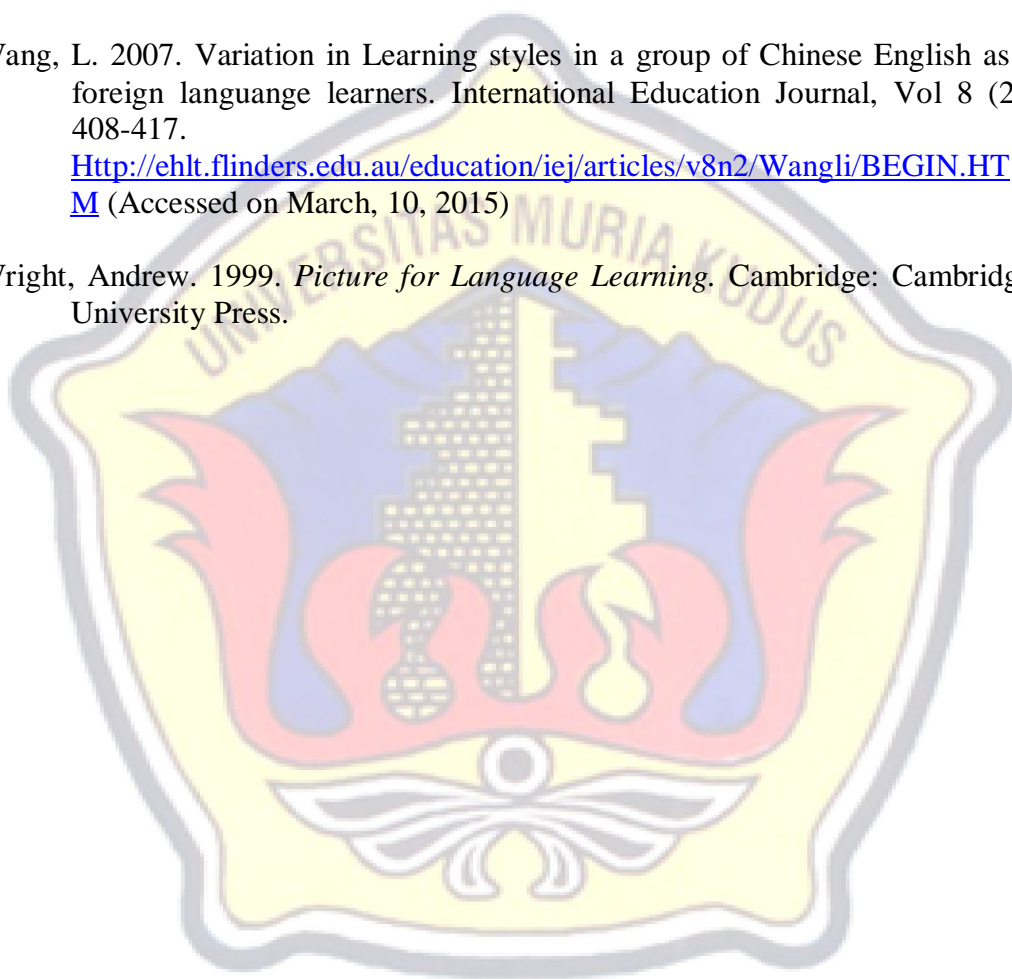 ang, L. 2007. Variation in Learning styles in a group of Chinese English as
foreign languange learners. International Education Journal, Vol 8 (2
408-417.
Http://ehlt.flinders.edu.au/education/iej/articles/v8n2/Wangli/BEGIN.HT
M (Accessed on March, 10, 2015)
right, Andrew. 1999. Picture for Language Learning. Cambridge: Cambridg
University Press.
UNIVERSITAS MURIA KUDUS